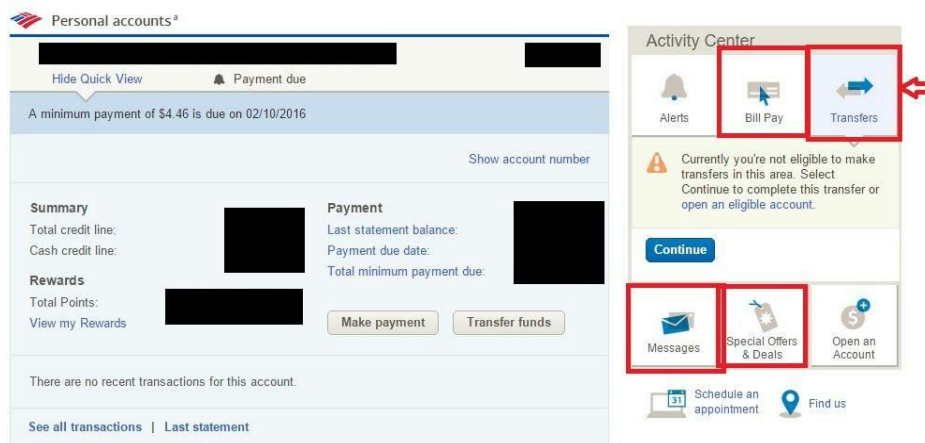 Personal accounts a
Hide Quick View
Payment due
A minimum payment of $4.46 is due on 02/10/2016
Show account number
Summary
Total credit line:
Cash credit line:
Rewards
Total Points:
View my Rewards
Payment
Last statement balance:
Payment due date:
Total minimum payment due:
Make payment
Transfer funds
There are no recent transactions for this account.
See all transactions | Last statement
Activity Center
Alerts
Bill Pay
Transfers
Currently you're not eligible to make
transfers in this area. Select
Continue to complete this transfer or
open an eligible account.
Continue
Messages
Special Offers
& Deals
$
Open an
Account
31
Schedule an
appointment
Find us